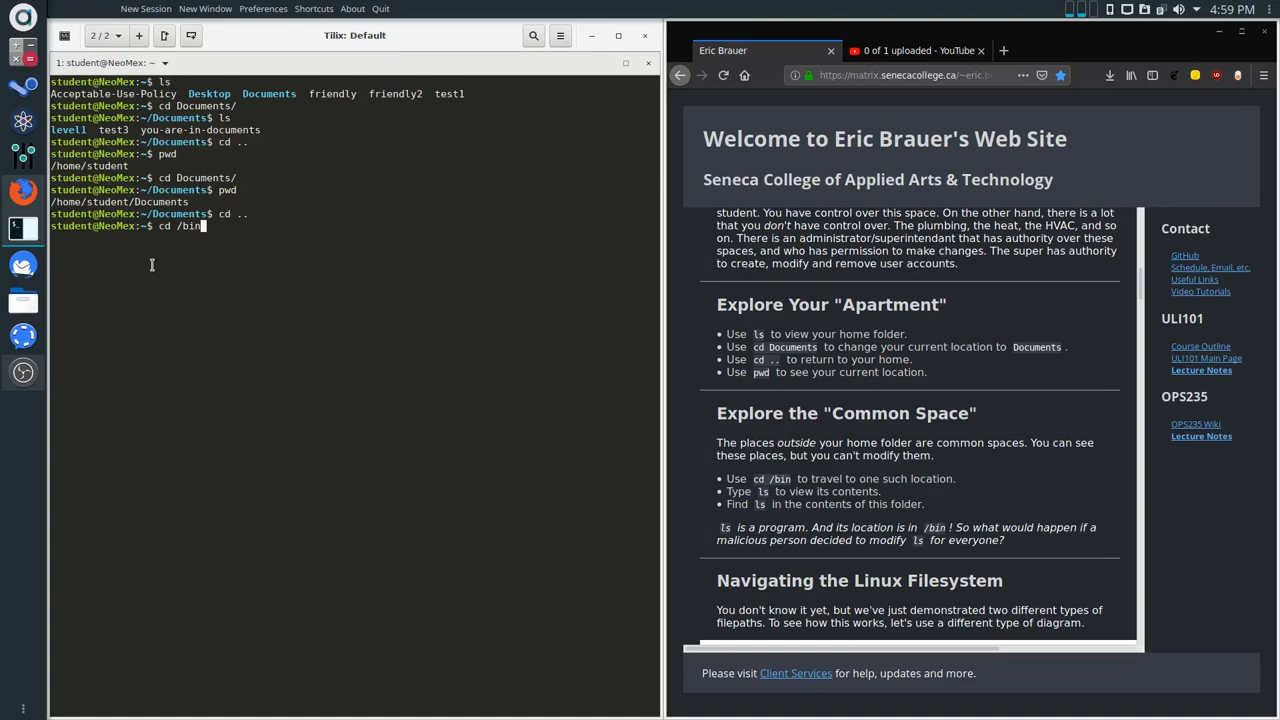 New Session New Window Preferences Shortcuts About Quit
4:59 PM
2 / 2
Tilix: Default
1: student@NeoMex: ~
student@NeoMex:~$ ls
Acceptable-Use-Policy Desktop Documents friendly friendly2 test1
student@NeoMex:~$ cd Documents/
student@NeoMex:~/Documents$ ls
level1 test3 you-are-in-documents
student@NeoMex:~/Documents$ cd ..
student@NeoMex:~$ pwd
/home/student
student@NeoMex:~$ cd Documents/
student@NeoMex:~/Documents$ pwd
/home/student/Documents
student@NeoMex:~/Documents$ cd ..
student@NeoMex:~$ cd /bin
Eric Brauer
0 of 1 uploaded - YouTube
https://matrix.senecacollege.ca/~eric.b
Welcome to Eric Brauer's Web Site
Seneca College of Applied Arts & Technology
student. You have control over this space. On the other hand, there is a lot
that you don't have control over. The plumbing, the heat, the HVAC, and so
on. There is an administrator/superintendant that has authority over these
spaces, and who has permission to make changes. The super has authority
to create, modify and remove user accounts.
Explore Your "Apartment"
• Use ls to view your home folder.
• Use cd Documents to change your current location to Documents .
• Use cd .. to return to your home.
• Use pwd to see your current location.
Explore the "Common Space"
The places outside your home folder are common spaces. You can see
these places, but you can't modify them.
• Use cd /bin to travel to one such location.
• Type ls to view its contents.
• Find ls in the contents of this folder.
ls is a program. And its location is in /bin ! So what would happen if a
malicious person decided to modify ls for everyone?
Navigating the Linux Filesystem
You don't know it yet, but we've just demonstrated two different types of
filepaths. To see how this works, let's use a different type of diagram.
Contact
GitHub
Schedule, Email, etc.
Useful Links
Video Tutorials
ULI101
Course Outline
ULI101 Main Page
Lecture Notes
OPS235
OPS235 Wiki
Lecture Notes
Please visit Client Services for help, updates and more.